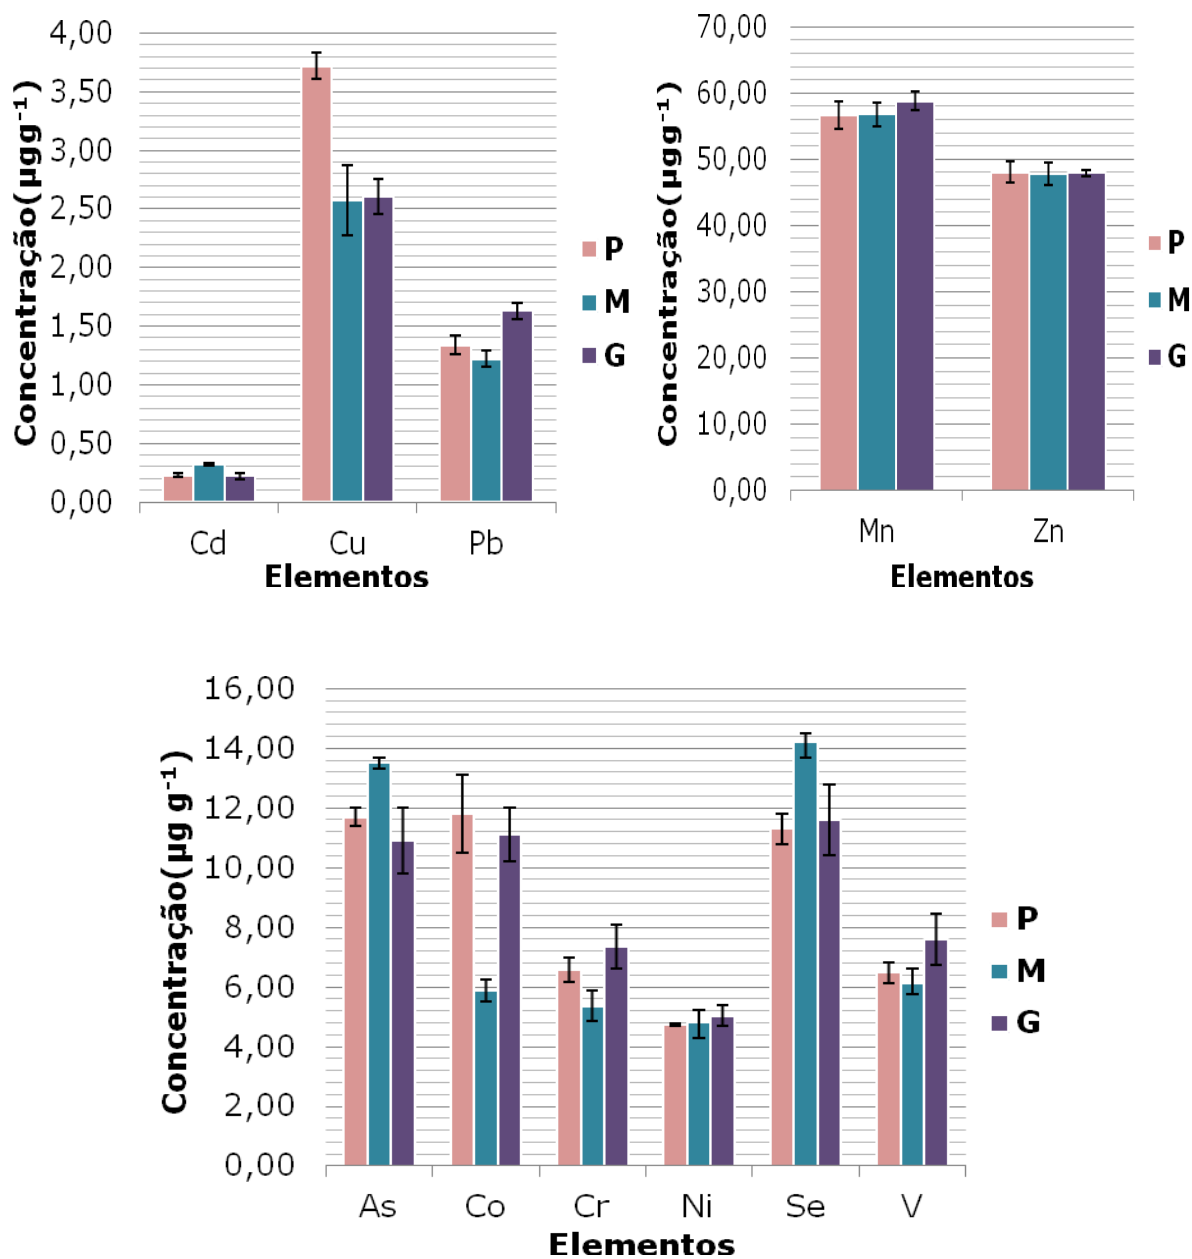 4,00
3,50
3,00
2,50
2,00
1,50
1,00
0,50
0,00
Concentração(µgg⁻¹)
Cd Cu Pb
Elementos
P
M
G
70,00
60,00
50,00
40,00
30,00
20,00
10,00
0,00
Concentração(µgg⁻¹)
Mn Zn
Elementos
P
M
G
16,00
14,00
12,00
10,00
8,00
6,00
4,00
2,00
0,00
Concentração(µg g⁻¹)
As Co Cr Ni Se V
Elementos
P
M
G